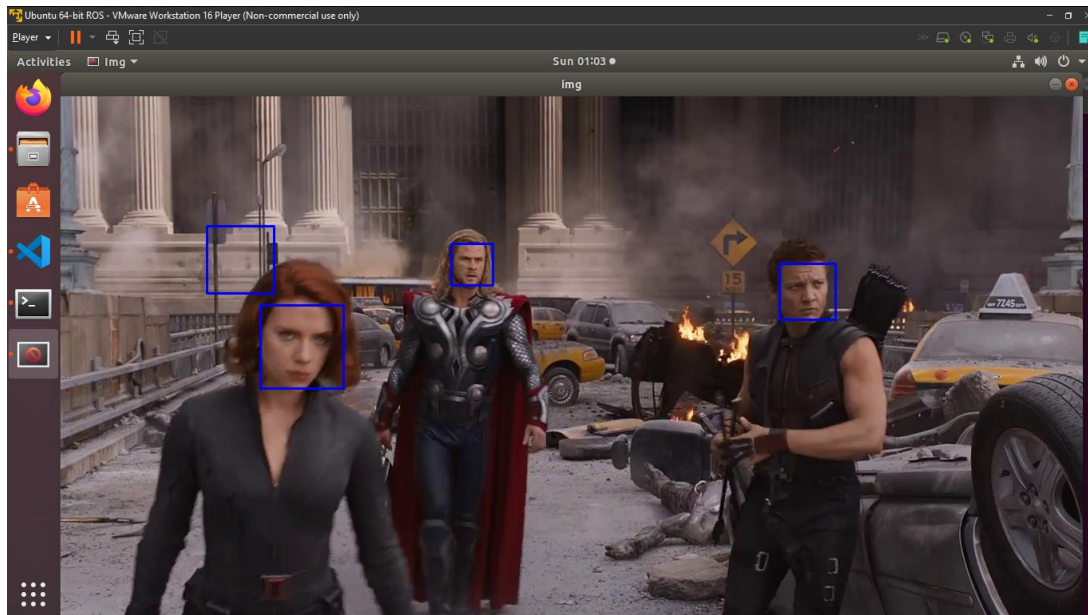 Ubuntu 64-bit ROS - VMware Workstation 16 Player (Non-commercial use only)
Player
Activities
Img
Sun 01:03
img
15
7Z45